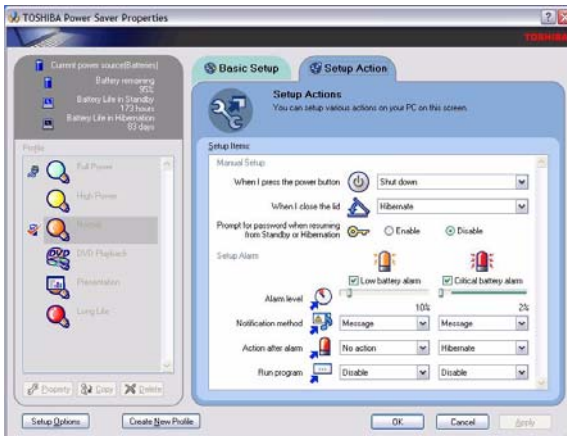 TOSHIBA Power Saver Properties
TOSHIBA
Current power source(Batteries)
Battery remaining
95%
Battery Life in Standby
173 hours
Battery Life in Hibernation
83 days
Profile
Full Power
High Power
Normal
DVD Playback
Presentation
Long Life
Property Copy Delete
Setup Options Create New Profile
Basic Setup Setup Action
Setup Actions
You can setup various actions on your PC on this screen.
Setup Items
Manual Setup
When I press the power button Shut down
When I close the lid Hibernate
Prompt for password when resuming
from Standby or Hibernation Enable Disable
Setup Alarm
Low battery alarm Critical battery alarm
Alarm level
10% 2%
Notification method Message Message
Action after alarm No action Hibernate
Run program Disable Disable
OK Cancel Apply